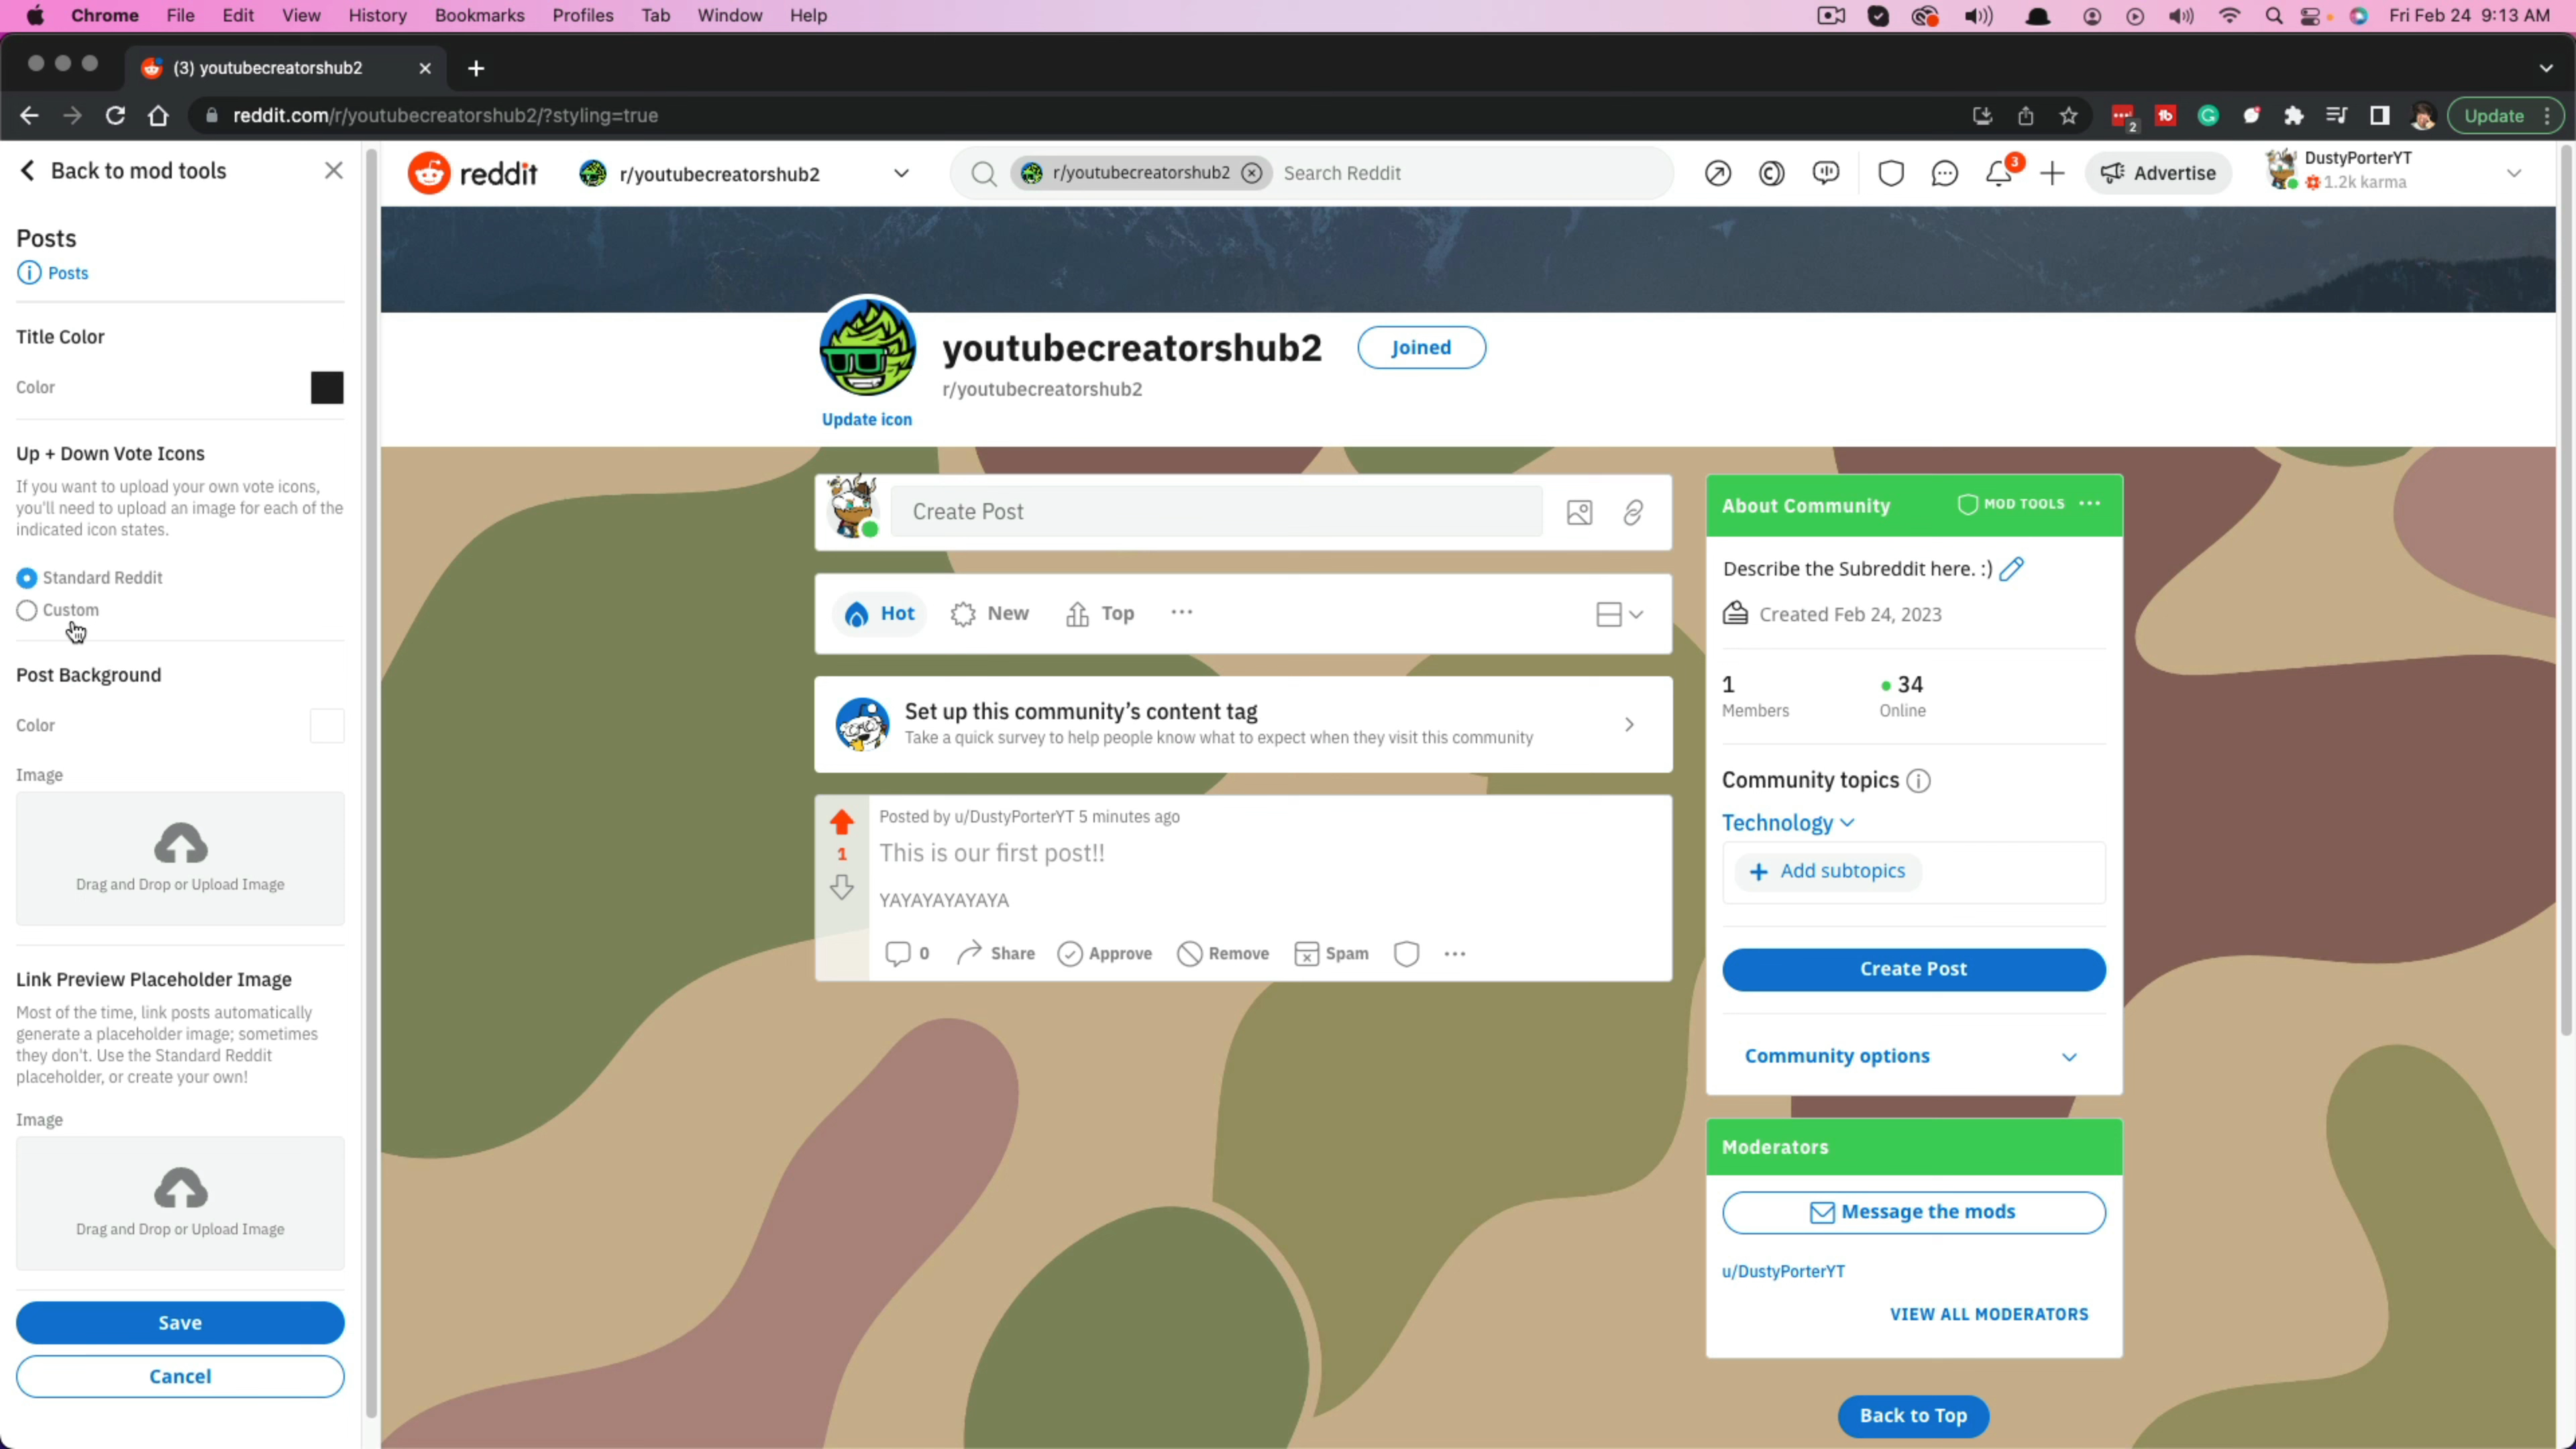 Chrome File Edit View History Bookmarks Profiles Tab Window Help Fri Feb 24 9:13 AM
(3) youtubecreatorshub2
reddit.com/r/youtubecreatorshub2/?styling=true 2 Update
Back to mod tools
reddit r/youtubecreatorshub2 r/youtubecreatorshub2 Search Reddit 3 Advertise DustyPorterYT
1.2k karma
Posts
Posts
Title Color
Color
Up + Down Vote Icons
If you want to upload your own vote icons,
you'll need to upload an image for each of the
indicated icon states.
Standard Reddit
Custom
Post Background
Color
Image
Drag and Drop or Upload Image
Link Preview Placeholder Image
Most of the time, link posts automatically
generate a placeholder image; sometimes
they don't. Use the Standard Reddit
placeholder, or create your own!
Image
Drag and Drop or Upload Image
Save
Cancel
youtubecreatorshub2 Joined
r/youtubecreatorshub2
Update icon
Create Post
Hot New Top
Set up this community's content tag
Take a quick survey to help people know what to expect when they visit this community
Posted by u/DustyPorterYT 5 minutes ago
1
This is our first post!!
YAYAYAYAYAYA
0 Share Approve Remove Spam
About Community MOD TOOLS
Describe the Subreddit here. :)
Created Feb 24, 2023
1 34
Members Online
Community topics
Technology
Add subtopics
Create Post
Community options
Moderators
Message the mods
u/DustyPorterYT
VIEW ALL MODERATORS
Back to Top